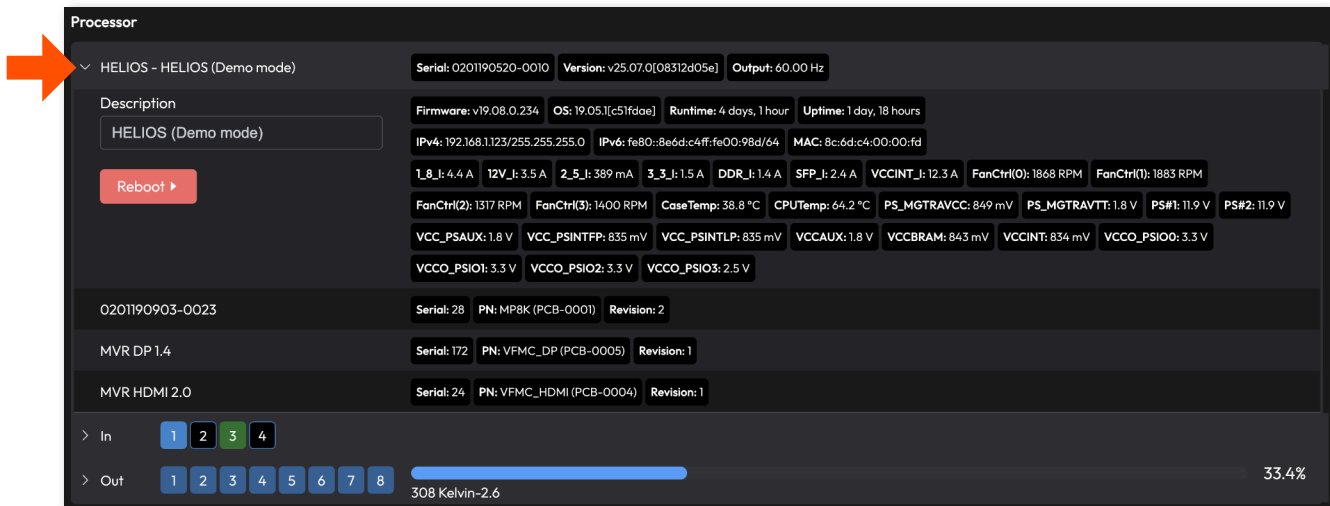 Processor
HELIOS - HELIOS (Demo mode) Serial: 0201190520-0010 Version: v25.07.0[08312d05e] Output: 60.00 Hz
Description
HELIOS (Demo mode)
Reboot
Firmware: v19.08.0.234 OS: 19.05.1[c51fdae] Runtime: 4 days, 1 hour Uptime: 1 day, 18 hours
IPv4: 192.168.1.123/255.255.255.0 IPv6: fe80::8e6d:c4ff:fe00:98d/64 MAC: 8c:6d:c4:00:00:fd
1_8_I: 4.4 A 12V_I: 3.5 A 2_5_I: 389 mA 3_3_I: 1.5 A DDR_I: 1.4 A SFP_I: 2.4 A VCCINT_I: 12.3 A FanCtrl(0): 1868 RPM FanCtrl(1): 1883 RPM
FanCtrl(2): 1317 RPM FanCtrl(3): 1400 RPM CaseTemp: 38.8 °C CPUTemp: 64.2 °C PS_MGTRAVCC: 849 mV PS_MGTRAVTT: 1.8 V PS#1: 11.9 V PS#2: 11.9 V
VCC_PSAUX: 1.8 V VCC_PSINTFP: 835 mV VCC_PSINTLP: 835 mV VCCAUX: 1.8 V VCCBRAM: 843 mV VCCINT: 834 mV VCCO_PSIO0: 3.3 V
VCCO_PSIO1: 3.3 V VCCO_PSIO2: 3.3 V VCCO_PSIO3: 2.5 V
0201190903-0023 Serial: 28 PN: MP8K (PCB-0001) Revision: 2
MVR DP 1.4 Serial: 172 PN: VFMC_DP (PCB-0005) Revision: 1
MVR HDMI 2.0 Serial: 24 PN: VFMC_HDMI (PCB-0004) Revision: 1
In 1 2 3 4
Out 1 2 3 4 5 6 7 8 33.4%
308 Kelvin-2.6